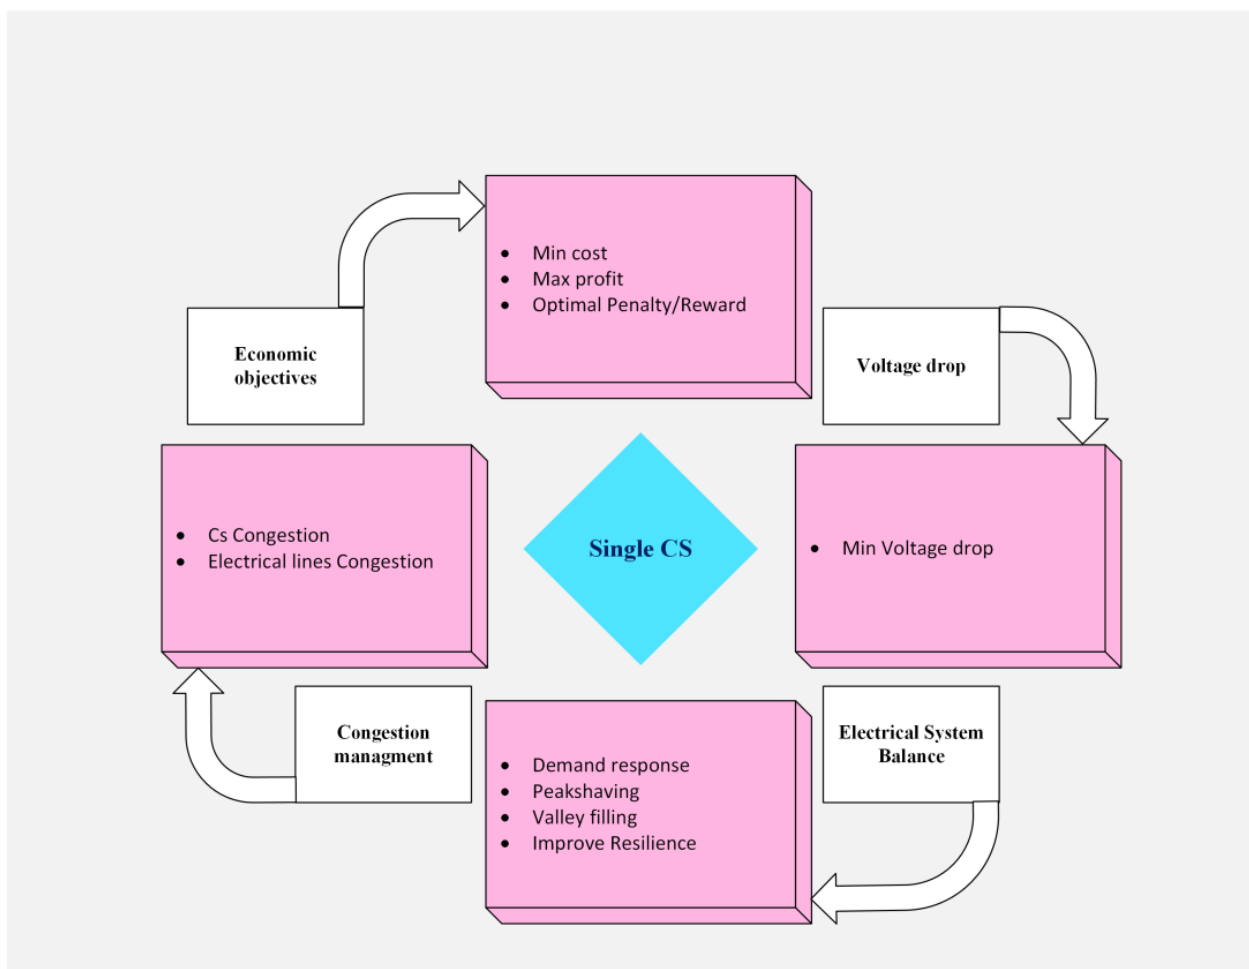 • Min cost
• Max profit
• Optimal Penalty/Reward
Economic
objectives
Voltage drop
• Cs Congestion
• Electrical lines Congestion
Single CS
• Min Voltage drop
Congestion
managment
• Demand response
• Peakshaving
• Valley filling
• Improve Resilience
Electrical System
Balance